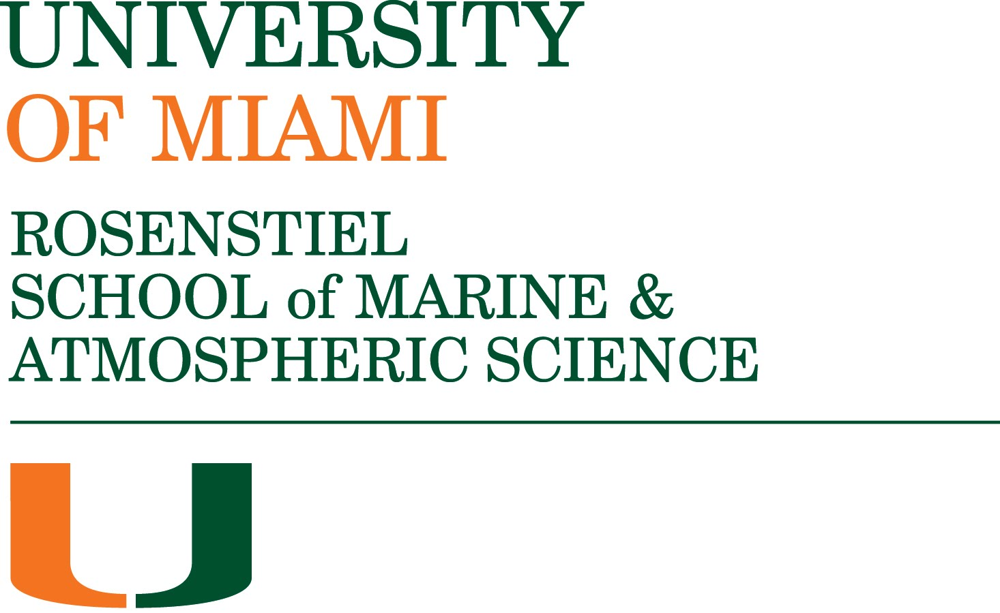 UNIVERSITY
OF MIAMI
ROSENSTIEL
SCHOOL of MARINE &
ATMOSPHERIC SCIENCE
U